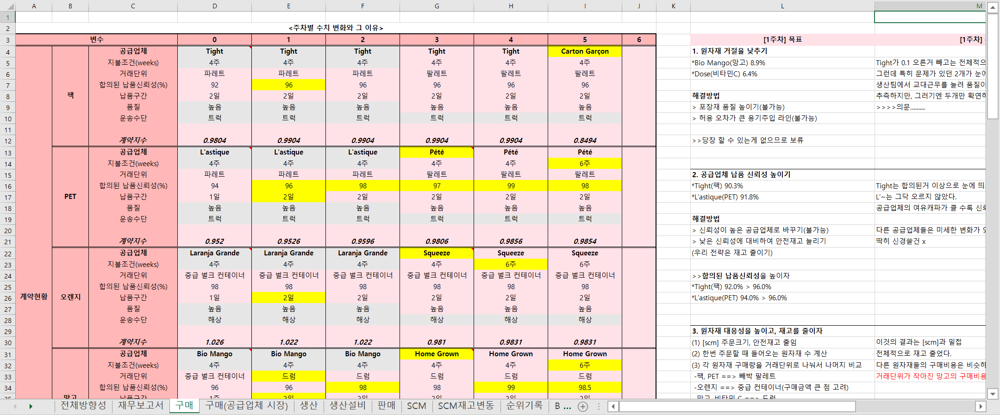 A B C D E F G H I J K L M
1
2 <주차별 수치 변화와 그 이유>
3 변수 0 1 2 3 4 5 6 [1주차] 목표 [1주차]
4 공급업체 Tight Tight Tight Tight Tight Carton Garçon 1. 원자재 거절율 낮추기
5 지불조건(weeks) 4주 4주 4주 4주 4주 4주 *Bio Mango(망고) 8.9% Tight가 0.1 오른거 빼고는 전체적으
6 거래단위 파레트 파레트 파레트 팔레트 팔레트 팔레트 *Dose(비타민C) 6.4% 그런데 특히 문제가 있던 2개가 눈에
7 합의된 납품신뢰성(%) 92 96 96 96 96 96 생산팀에서 교대근무를 늘려 품질이
8 팩 납품구간 2일 2일 2일 2일 2일 2일 해결방법 추측하지만, 그러기엔 두개만 확연히
9 품질 높음 높음 높음 높음 높음 높음 > 포장재 품질 높이기(불가능) >>>>의문..........
10 운송수단 트럭 트럭 트럭 트럭 트럭 트럭 > 허용 오차가 큰 용기주입 라인(불가능)
11
12 계약지수 0.9804 0.9904 0.9904 0.9904 0.9904 0.8494 >>당장 할 수 있는게 없으므로 보류
13 공급업체 L'astique L'astique L'astique Pété Pété Pété
14 지불조건(weeks) 4주 4주 4주 4주 4주 6주
15 거래단위 파레트 파레트 파레트 팔레트 팔레트 팔레트 2. 공급업체 납품 신뢰성 높이기
16 합의된 납품신뢰성(%) 94 96 98 97 99 98 *Tight(팩) 90.3% Tight는 합의된거 이상으로 눈에 띄
17 PET 납품구간 1일 2일 2일 2일 2일 2일 *L'astique(PET) 91.8% L'~는 그닥 오르지 않았다.
18 품질 높음 높음 높음 높음 높음 높음 공급업체의 여유캐파가 클 수록 신뢰
19 운송수단 트럭 트럭 트럭 트럭 트럭 트럭 해결방법
20 > 신뢰성이 높은 공급업체로 바꾸기(불가능) 다른 공급업체들은 미세한 변화가
21 계약지수 0.952 0.9526 0.9596 0.9806 0.9856 0.9854 > 낮은 신뢰성에 대비하여 안전재고 늘리기 딱히 신경쓸건 x
22 공급업체 Laranja Grande Laranja Grande Laranja Grande Squeeze Squeeze Squeeze (우리 전략은 재고 줄이기)
23 지불조건(weeks) 4주 4주 4주 4주 6주 6주
24 거래단위 중급 벌크 컨테이너 중급 벌크 컨테이너 중급 벌크 컨테이너 중급 벌크 컨테이너 중급 벌크 컨테이너 중급 벌크 컨테이너 >>합의된 납품신뢰성을 높이자
25 합의된 납품신뢰성(%) 98 98 98 98 98 98 *Tight(팩) 92.0% > 96.0%
26 계약현황 오렌지 납품구간 1일 2일 2일 2일 2일 2일 *L'astique(PET) 94.0% > 96.0%
27 품질 높음 높음 높음 높음 높음 높음
28 운송수단 해상 해상 해상 해상 해상 해상
29 3. 원자재 대응성을 높이고, 재고를 줄이자
30 계약지수 1.026 1.022 1.022 0.981 0.9831 0.9831 (1) [scm] 주문크기, 안전재고 줄임 이것의 결과는 [scm]과 밀접
31 공급업체 Bio Mango Bio Mango Bio Mango Home Grown Home Grown Home Grown (2) 한번 주문할 때 들어오는 원자재 수 계산 전체적으로 재고 줄었다.
32 지불조건(weeks) 4주 4주 4주 4주 4주 6주 (3) 각 원자재 구매량을 거래단위로 나눠서 나머지 비교 다른 원자재들의 구매비용은 비슷하
33 거래단위 중급 벌크 컨테이너 드럼 드럼 드럼 드럼 드럼 -팩, PET ==> 빼박 팔레트 거래단위가 작아진 망고의 구매비용
34 합의된 납품신뢰성(%) 96 96 98 98 99 98.5 -오렌지 ==> 중급 컨테이너(구매금액 큰 점 고려)
망고 납품구간 1주 2일 2일 2일 2일 2일 -망고, 비타민 C ==> 드럼
전체방향성 재무보고서 구매 구매(공급업체 시장) 생산 생산설비 판매 SCM SCM재고변동 순위기록 B ...